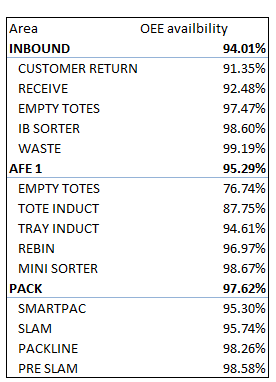 Area OEE availbility
INBOUND 94.01%
CUSTOMER RETURN 91.35%
RECEIVE 92.48%
EMPTY TOTES 97.47%
IB SORTER 98.60%
WASTE 99.19%
AFE 1 95.29%
EMPTY TOTES 76.74%
TOTE INDUCT 87.75%
TRAY INDUCT 94.61%
REBIN 96.97%
MINI SORTER 98.67%
PACK 97.62%
SMARTPAC 95.30%
SLAM 95.74%
PACKLINE 98.26%
PRE SLAM 98.58%